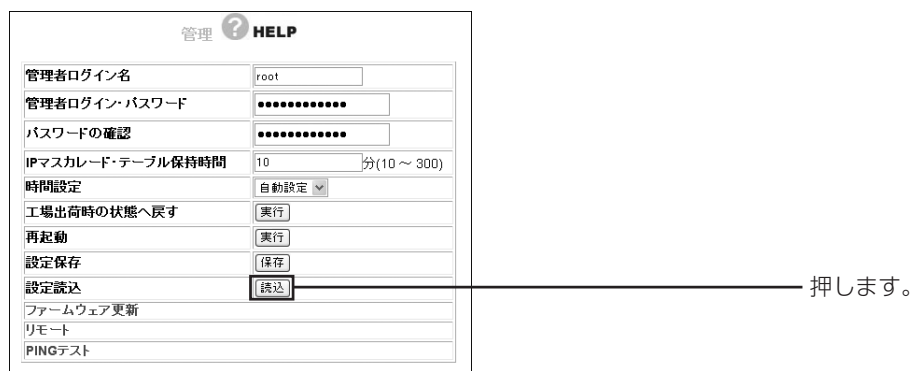 管理 ? HELP
管理者ログイン名 root
管理者ログイン・パスワード ●●●●●●●●●●●●
パスワードの確認 ●●●●●●●●●●●●
IPマスカレード・テーブル保持時間 10 分(10 ～ 300)
時間設定 自動設定
工場出荷時の状態へ戻す 実行
再起動 実行
設定保存 保存
設定読込 読込 押します。
ファームウェア更新
リモート
PINGテスト